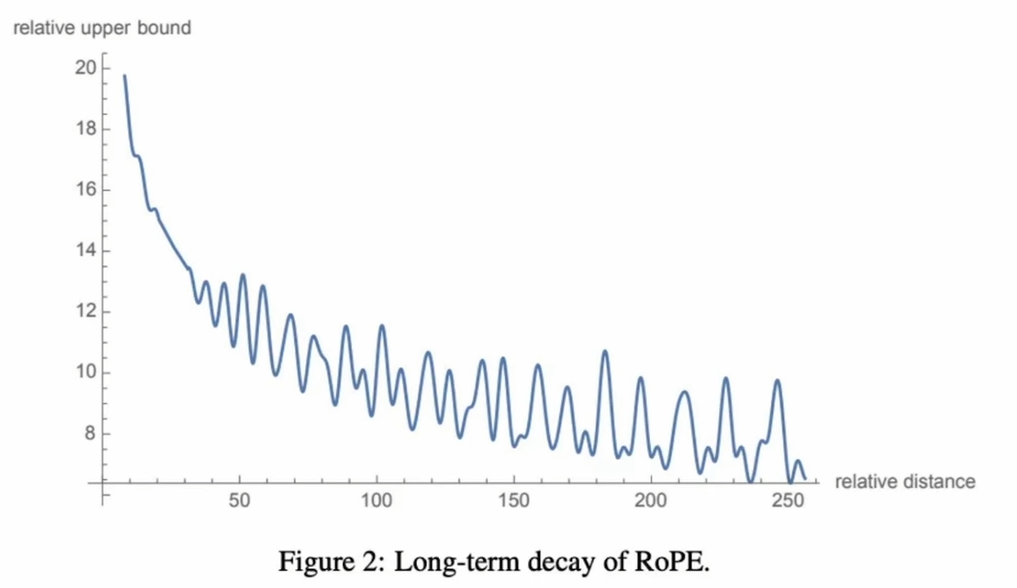 relative upper bound
20
18
16
14
12
10
8
50 100 150 200 250
relative distance
Figure 2: Long-term decay of RoPE.